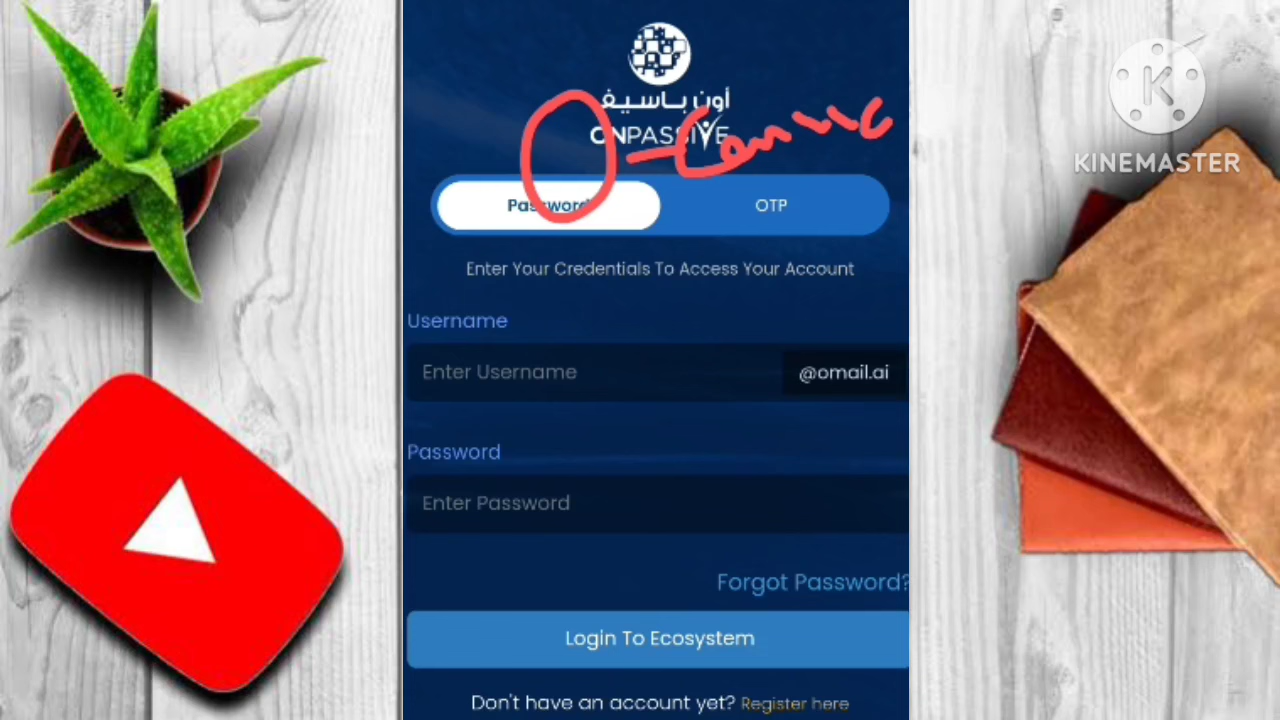 أون باسيف
ONPASSIVE
KINEMASTER
Password
OTP
Enter Your Credentials To Access Your Account
Username
Enter Username
@omail.ai
Password
Enter Password
Forgot Password?
Login To Ecosystem
Don't have an account yet? Register here